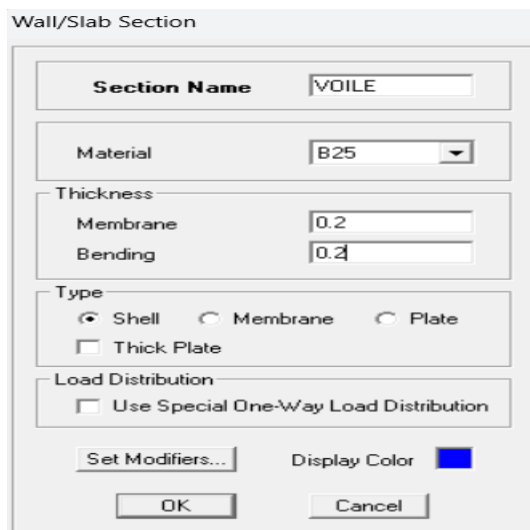 Wall/Slab Section
Section Name VOILE
Material B25
Thickness
Membrane 0.2
Bending 0.2
Type
Shell Membrane Plate
Thick Plate
Load Distribution
Use Special One-Way Load Distribution
Set Modifiers... Display Color
OK Cancel